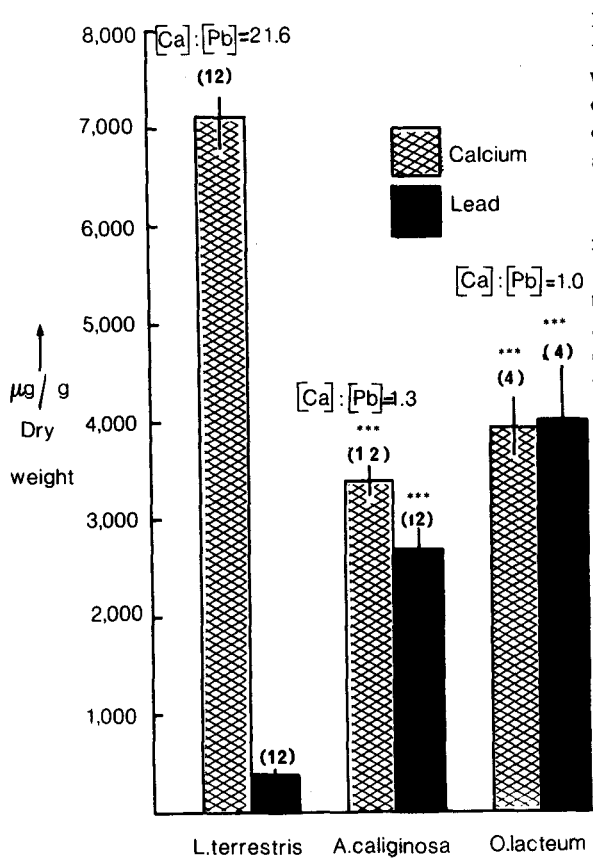 8,000 [Ca]:[Pb]=21.6
(12)
7,000
Calcium
Lead
6,000
[Ca]:[Pb]=1.0
5,000
*** ***
(4) (4)
µg/ g
Dry
weight
[Ca]:[Pb]=1.3
4,000
***
(12)
***
(12)
3,000
2,000
1,000
(12)
L.terrestris A.caliginosa O.lacteum